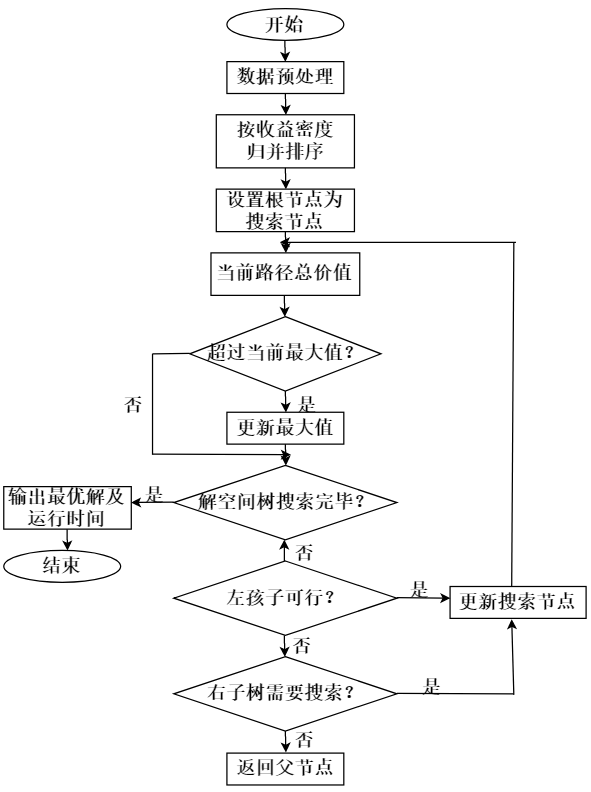 开始
数据预处理
按收益密度
归并排序
设置根节点为
搜索节点
当前路径总价值
超过当前最大值？
否
是
更新最大值
解空间树搜索完毕？
是
输出最优解及
运行时间
结束
否
左孩子可行？
是
更新搜索节点
否
右子树需要搜索？
是
否
返回父节点